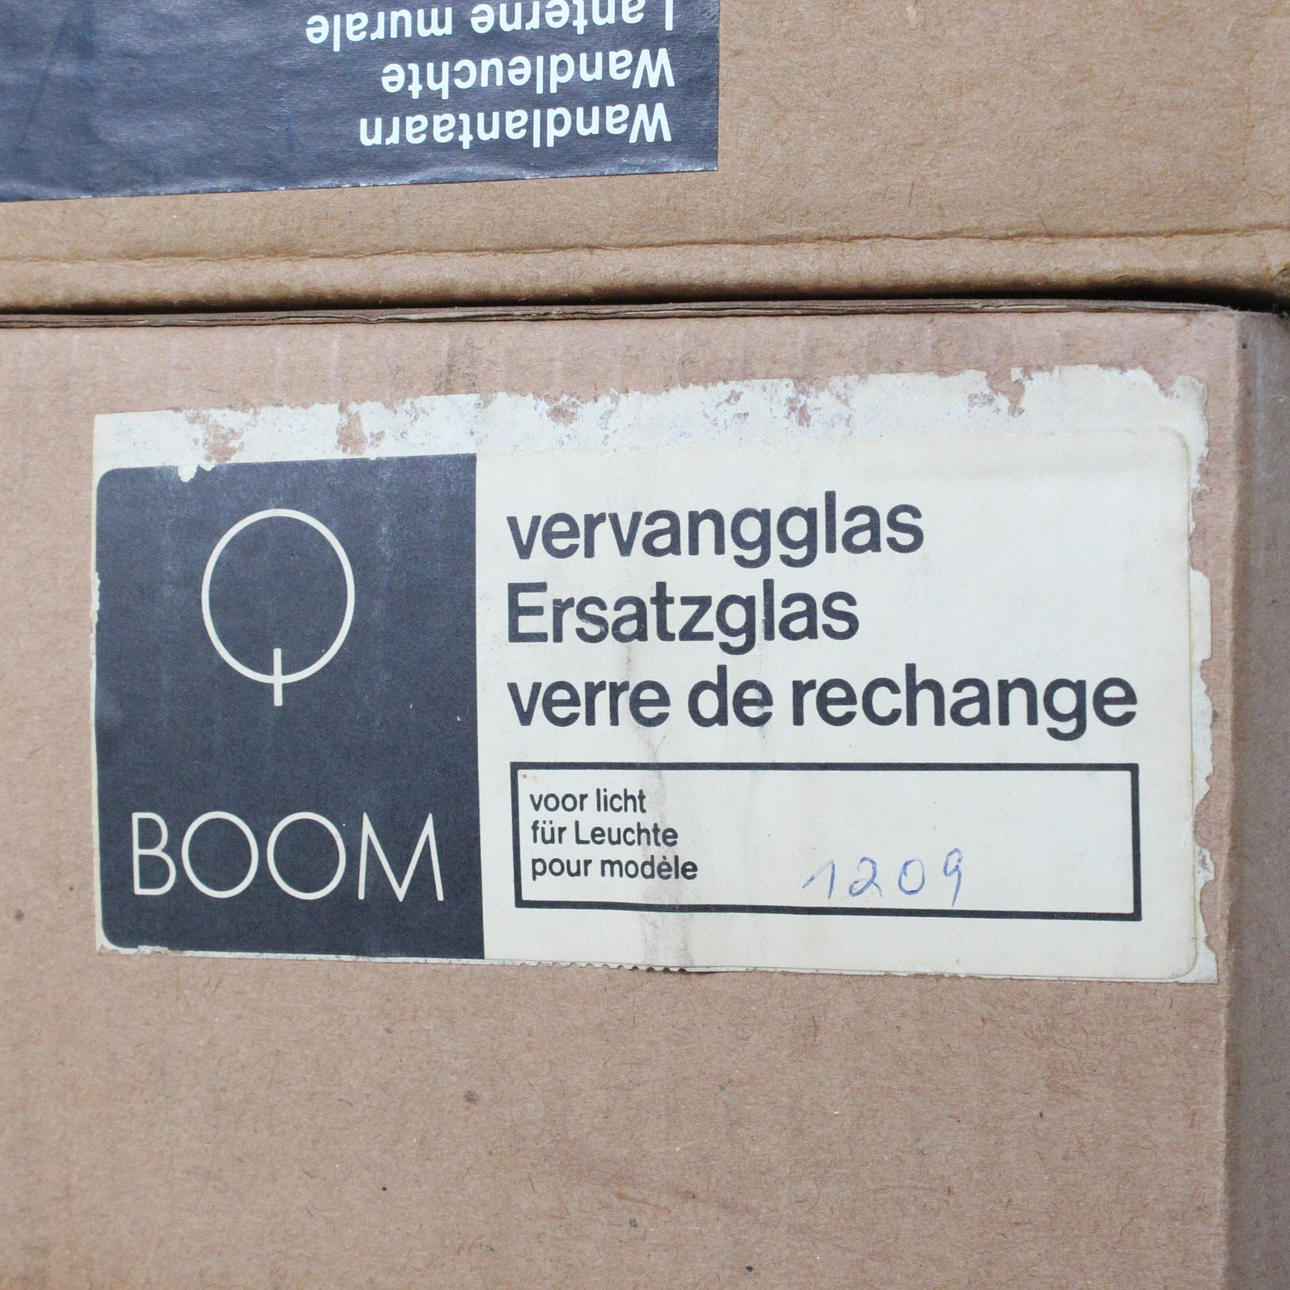 Wandlantaarn
Wandleuchte
Lanterne murale
BOOM
vervangglas
Ersatzglas
verre de rechange
voor licht
für Leuchte
pour modèle 1209